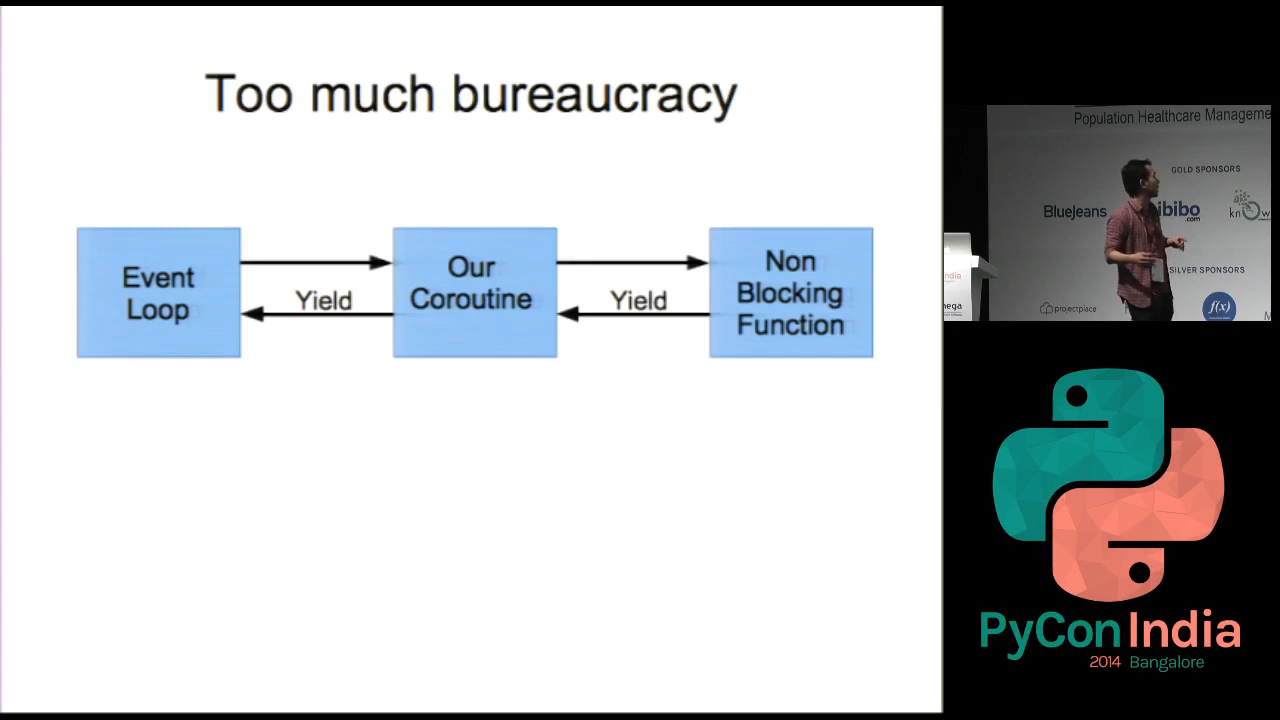 Too much bureaucracy
Event
Loop
Yield
Our
Coroutine
Yield
Non
Blocking
Function
Population Healthcare Manageme
GOLD SPONSORS
BlueJeans
ibibo
.com
knOw
SILVER SPONSORS
projectplace
f(x)
PyCon India
2014 Bangalore